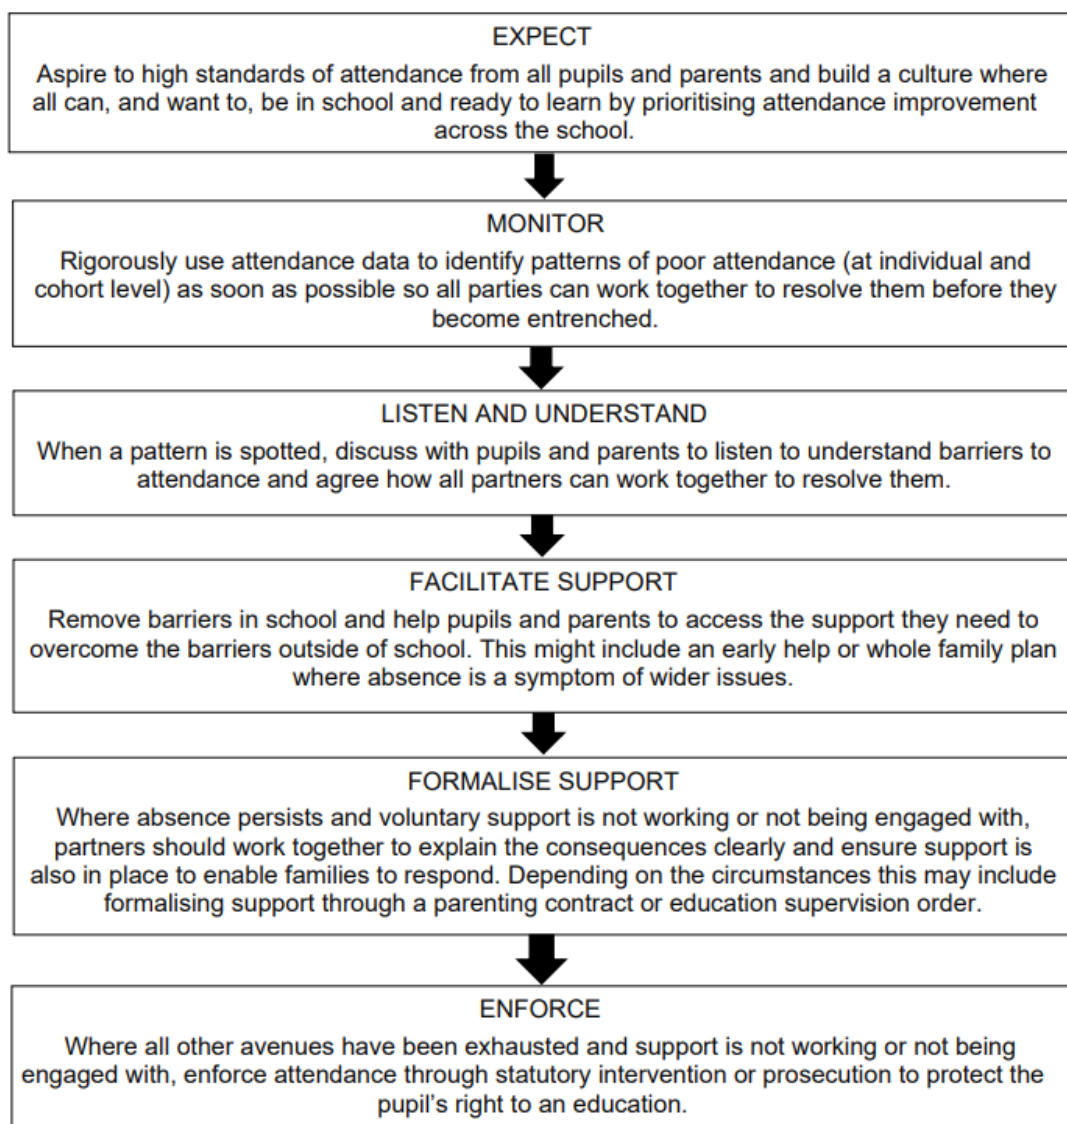 EXPECT
Aspire to high standards of attendance from all pupils and parents and build a culture where
all can, and want to, be in school and ready to learn by prioritising attendance improvement
across the school.
MONITOR
Rigorously use attendance data to identify patterns of poor attendance (at individual and
cohort level) as soon as possible so all parties can work together to resolve them before they
become entrenched.
LISTEN AND UNDERSTAND
When a pattern is spotted, discuss with pupils and parents to listen to understand barriers to
attendance and agree how all partners can work together to resolve them.
FACILITATE SUPPORT
Remove barriers in school and help pupils and parents to access the support they need to
overcome the barriers outside of school. This might include an early help or whole family plan
where absence is a symptom of wider issues.
FORMALISE SUPPORT
Where absence persists and voluntary support is not working or not being engaged with,
partners should work together to explain the consequences clearly and ensure support is
also in place to enable families to respond. Depending on the circumstances this may include
formalising support through a parenting contract or education supervision order.
ENFORCE
Where all other avenues have been exhausted and support is not working or not being
engaged with, enforce attendance through statutory intervention or prosecution to protect the
pupil's right to an education.